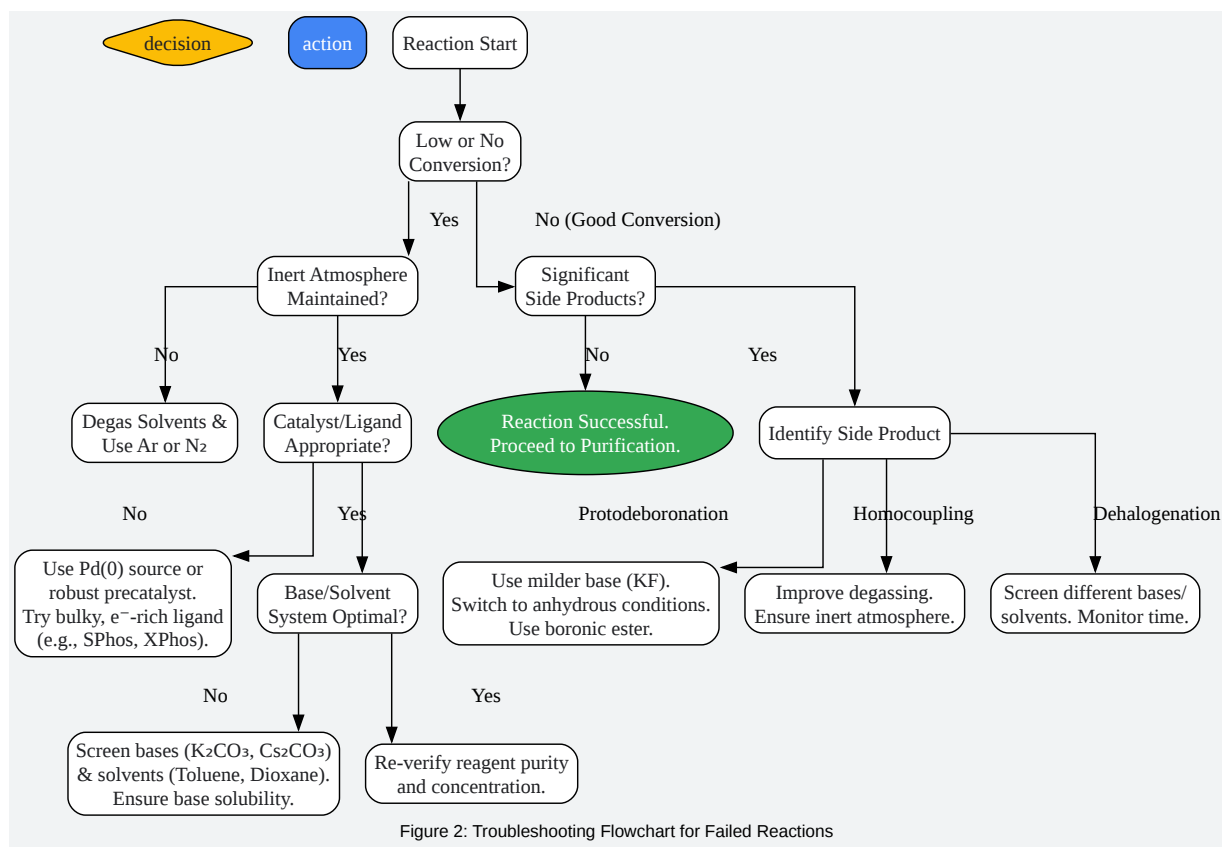 decision
action
Reaction Start
Low or No
Conversion?
Yes
No (Good Conversion)
Inert Atmosphere
Maintained?
Significant
Side Products?
No
Yes
No
Yes
Degas Solvents &
Use Ar or N₂
Catalyst/Ligand
Appropriate?
Reaction Successful.
Proceed to Purification.
Identify Side Product
No
Yes
Protodeboronation
Homocoupling
Dehalogenation
Use Pd(0) source or
robust precatalyst.
Try bulky, e⁻-rich ligand
(e.g., SPhos, XPhos).
Base/Solvent
System Optimal?
Use milder base (KF).
Switch to anhydrous conditions.
Use boronic ester.
Improve degassing.
Ensure inert atmosphere.
Screen different bases/
solvents. Monitor time.
No
Yes
Screen bases (K₂CO₃, Cs₂CO₃)
& solvents (Toluene, Dioxane).
Ensure base solubility.
Re-verify reagent purity
and concentration.
Figure 2: Troubleshooting Flowchart for Failed Reactions